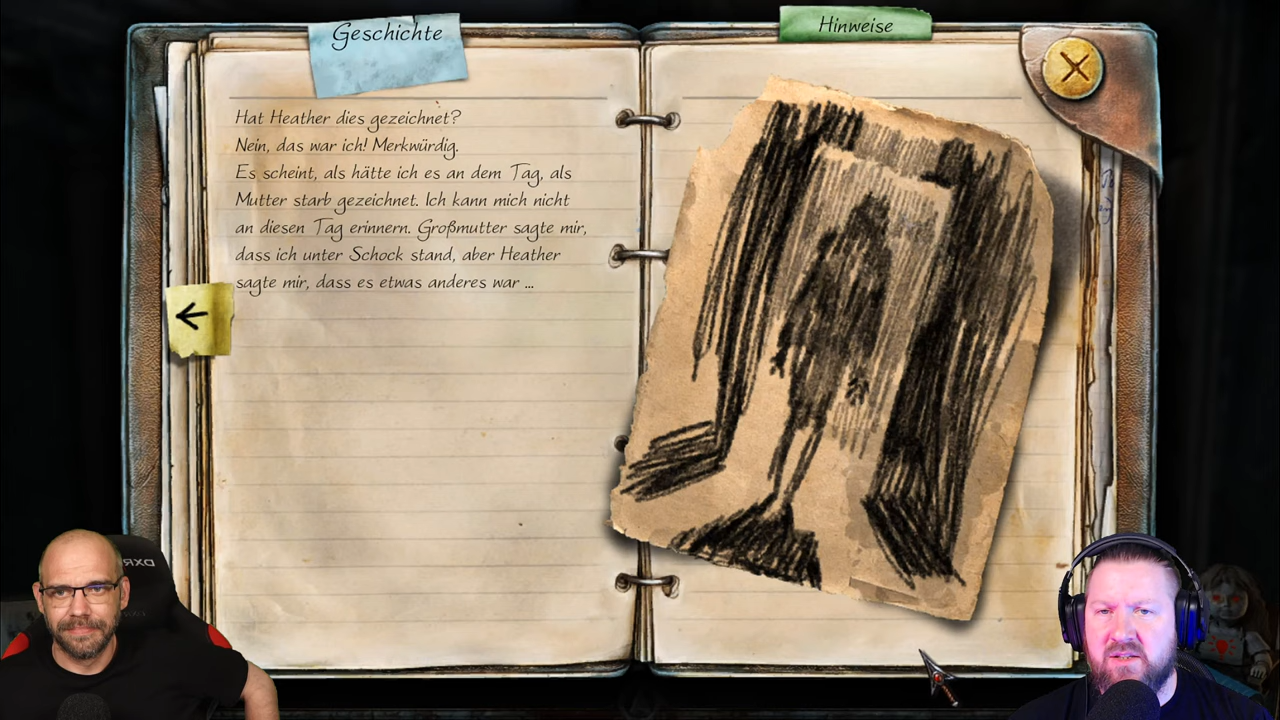 Geschichte
Hinweise
Hat Heather dies gezeichnet?
Nein, das war ich! Merkwürdig.
Es scheint, als hätte ich es an dem Tag, als
Mutter starb gezeichnet. Ich kann mich nicht
an diesen Tag erinnern. Großmutter sagte mir,
dass ich unter Schock stand, aber Heather
sagte mir, dass es etwas anderes war ...